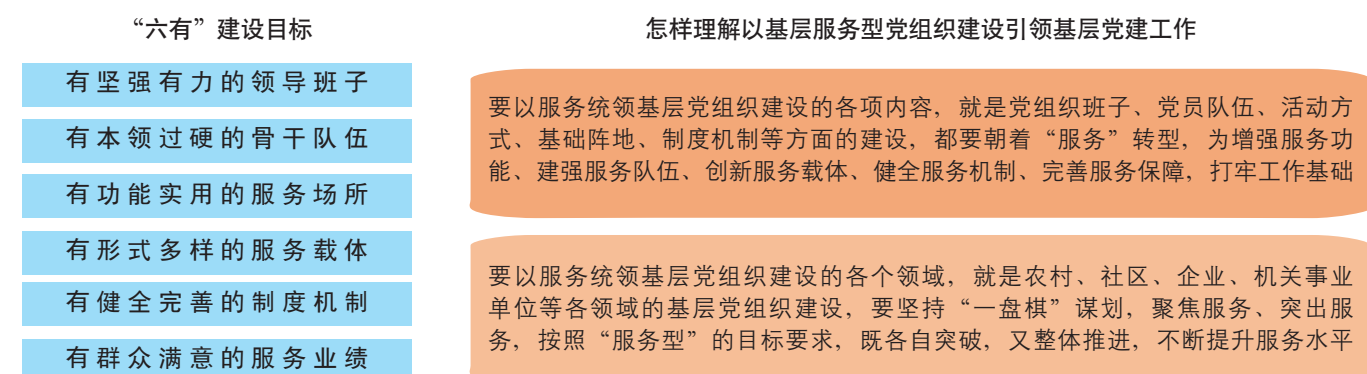 “六有”建设目标
有坚强有力的领导班子
有本领过硬的骨干队伍
有功能实用的服务场所
有形式多样的服务载体
有健全完善的制度机制
有群众满意的服务业绩
怎样理解以基层服务型党组织建设引领基层党建工作
要以服务统领基层党组织建设的各项内容，就是党组织班子、党员队伍、活动方
式、基础阵地、制度机制等方面的建设，都要朝着“服务”转型，为增强服务功
能、建强服务队伍、创新服务载体、健全服务机制、完善服务保障，打牢工作基础
要以服务统领基层党组织建设的各个领域，就是农村、社区、企业、机关事业
单位等各领域的基层党组织建设，要坚持“一盘棋”谋划，聚焦服务、突出服
务，按照“服务型”的目标要求，既各自突破，又整体推进，不断提升服务水平